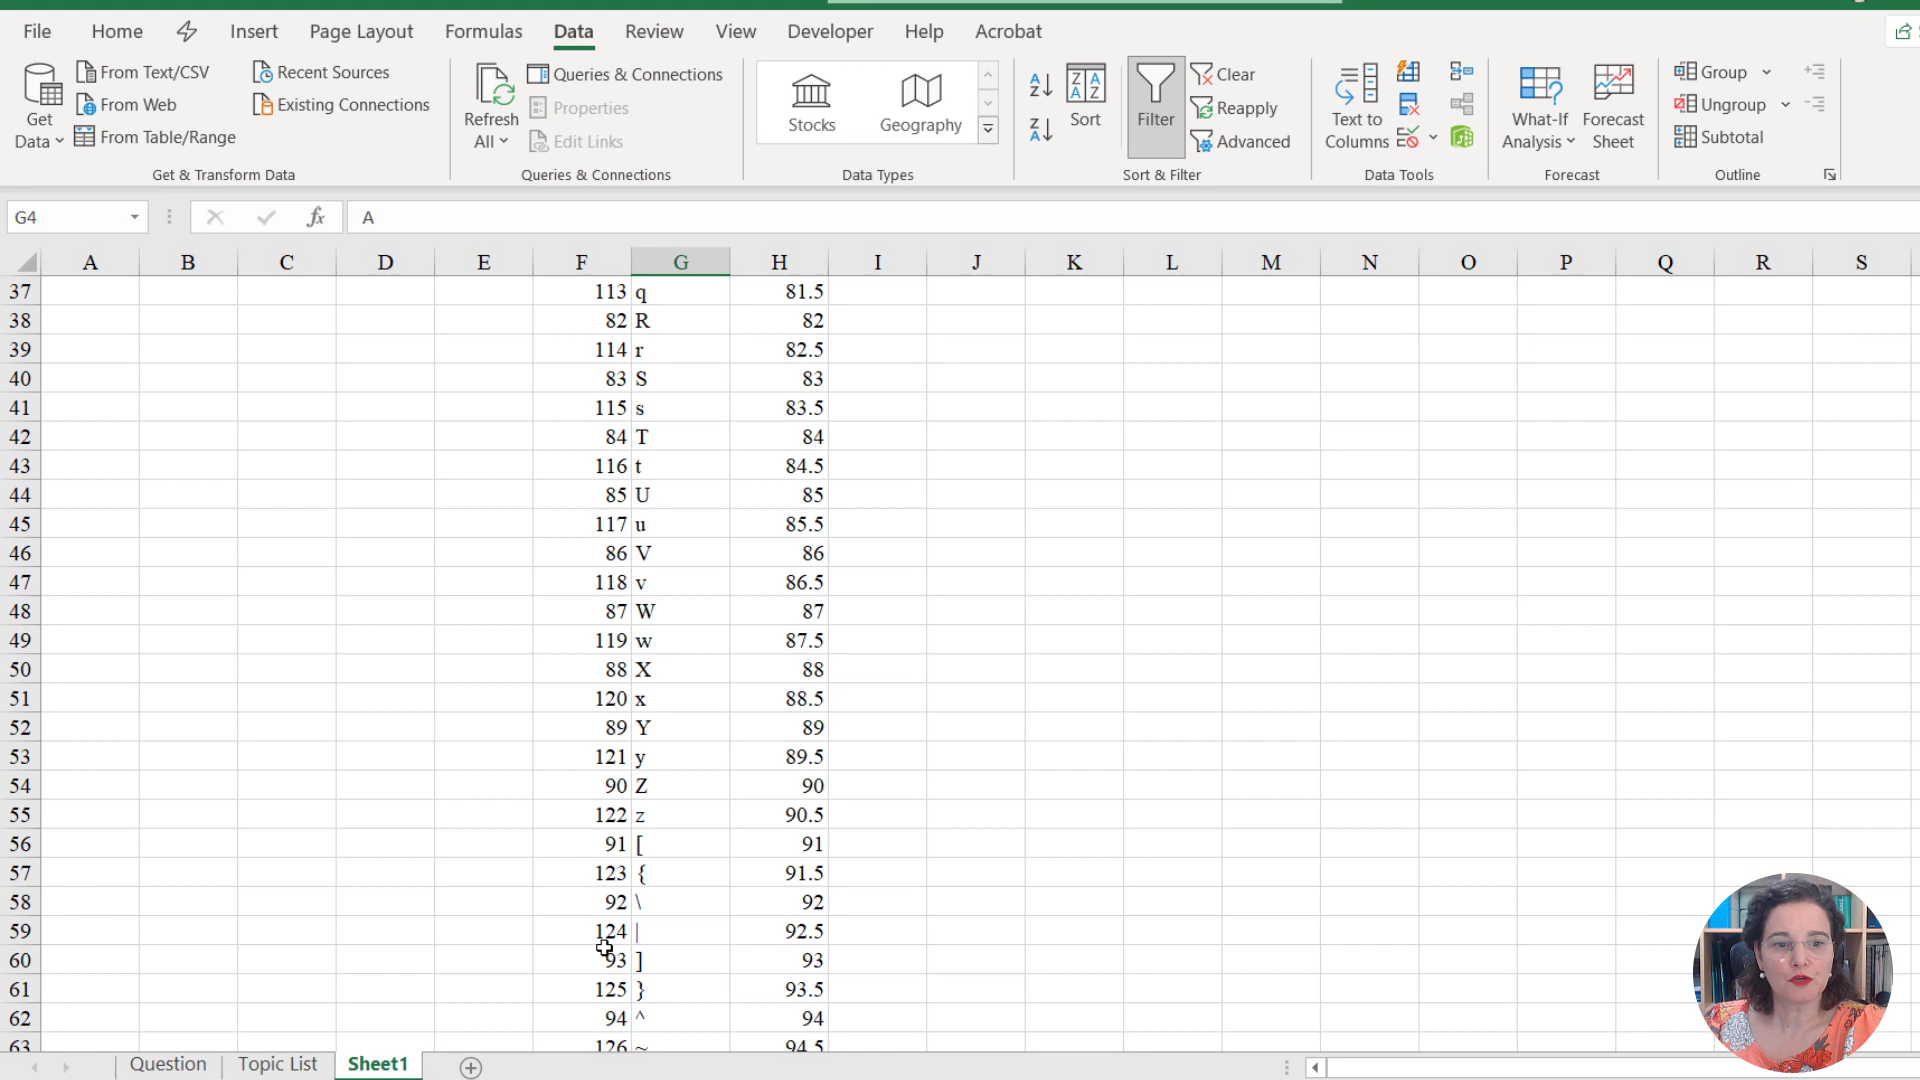 File Home Insert Page Layout Formulas Data Review View Developer Help Acrobat
Get Data
From Text/CSV
From Web
From Table/Range
Recent Sources
Existing Connections
Get & Transform Data
Refresh All
Queries & Connections
Properties
Edit Links
Queries & Connections
Stocks
Geography
Data Types
Sort
Filter
Clear
Reapply
Advanced
Sort & Filter
Text to Columns
Data Tools
What-If Analysis
Forecast Sheet
Forecast
Group
Ungroup
Subtotal
Outline
G4 fx A
A B C D E F G H I J K L M N O P Q R S
37 113 q 81.5
38 82 R 82
39 114 r 82.5
40 83 S 83
41 115 s 83.5
42 84 T 84
43 116 t 84.5
44 85 U 85
45 117 u 85.5
46 86 V 86
47 118 v 86.5
48 87 W 87
49 119 w 87.5
50 88 X 88
51 120 x 88.5
52 89 Y 89
53 121 y 89.5
54 90 Z 90
55 122 z 90.5
56 91 [ 91
57 123 { 91.5
58 92 \ 92
59 124 | 92.5
60 93 ] 93
61 125 } 93.5
62 94 ^ 94
63 126 ~ 94.5
Question Topic List Sheet1